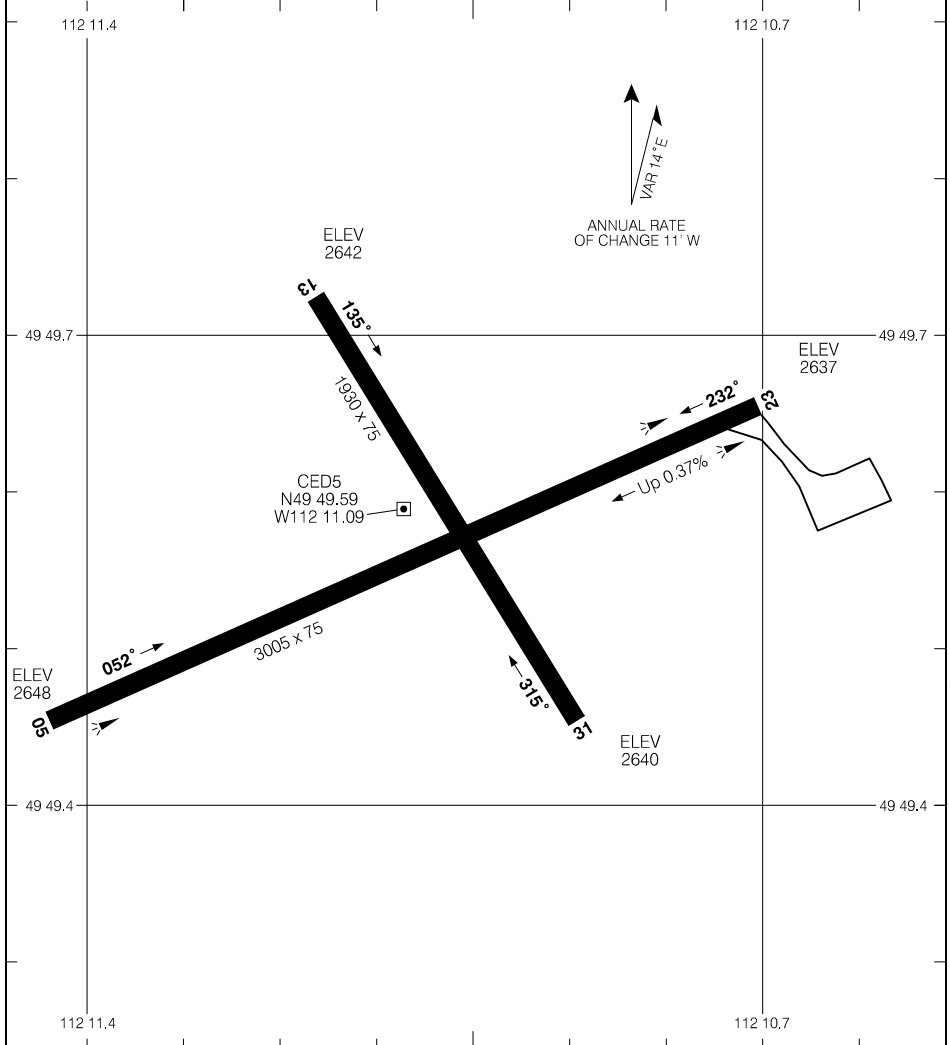 112 11.4
112 10.7
VAR 14°E
ANNUAL RATE
OF CHANGE 11' W
ELEV
2642
13
135°
49 49.7
49 49.7
ELEV
2637
1930 x 75
232°
23
Up 0.37%
CED5
N49 49.59
W112 11.09
3005 x 75
052°
ELEV
2648
05
315°
31
ELEV
2640
49 49.4
49 49.4
112 11.4
112 10.7